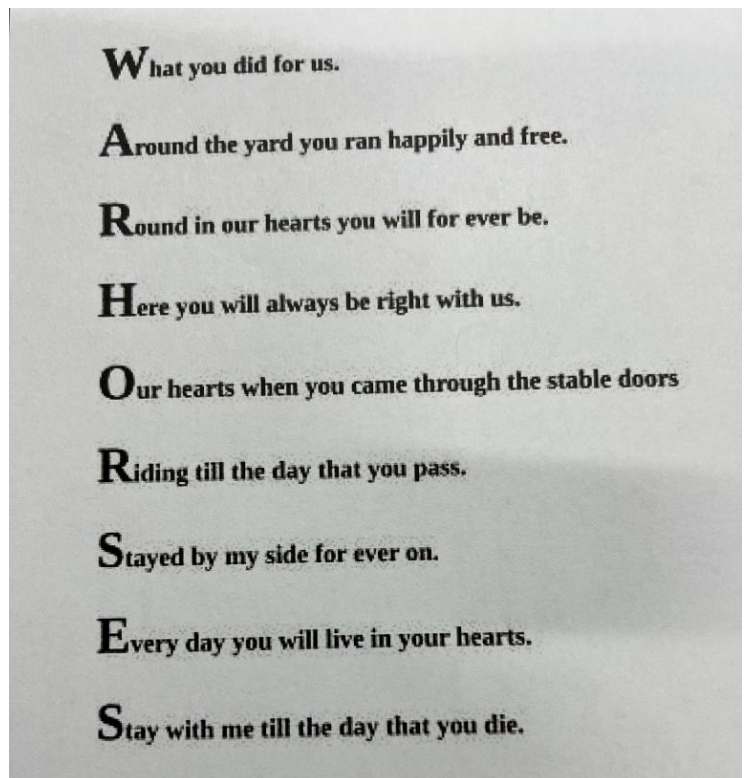 What you did for us.
Around the yard you ran happily and free.
Round in our hearts you will for ever be.
Here you will always be right with us.
Our hearts when you came through the stable doors
Riding till the day that you pass.
Stayed by my side for ever on.
Every day you will live in your hearts.
Stay with me till the day that you die.